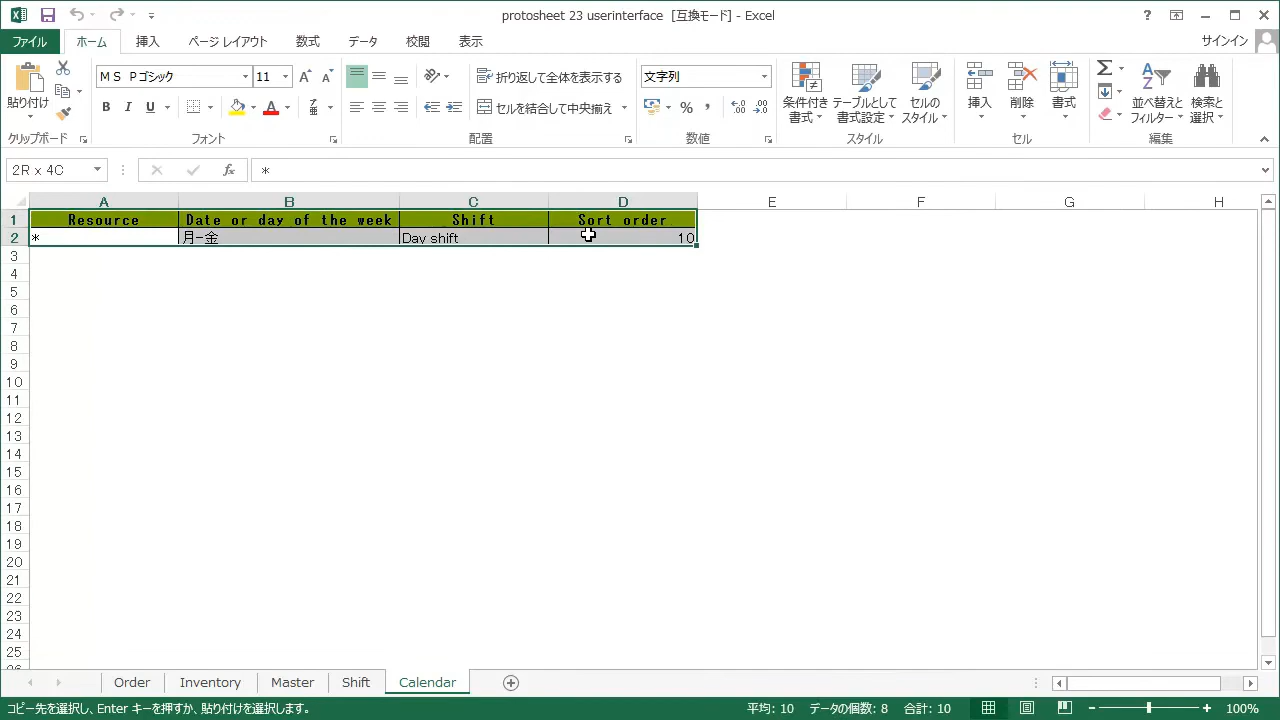 protosheet 23 userinterface [互換モード] - Excel
ファイル ホーム 挿入 ページ レイアウト 数式 データ 校閲 表示 サインイン
貼り付け
クリップボード
ＭＳ Ｐゴシック 11
B I U
フォント
折り返して全体を表示する
セルを結合して中央揃え
配置
文字列
数値
条件付き書式
テーブルとして書式設定
セルのスタイル
スタイル
挿入 削除 書式
セル
並べ替えとフィルター
検索と選択
編集
2R x 4C fx *
A B C D E F G H
1 Resource Date or day of the week Shift Sort order
2 * 月-金 Day shift 10
3
4
5
6
7
8
9
10
11
12
13
14
15
16
17
18
19
20
21
22
23
24
25
Order Inventory Master Shift Calendar
コピー先を選択し、Enter キーを押すか、貼り付けを選択します。 平均: 10 データの個数: 8 合計: 10 100%